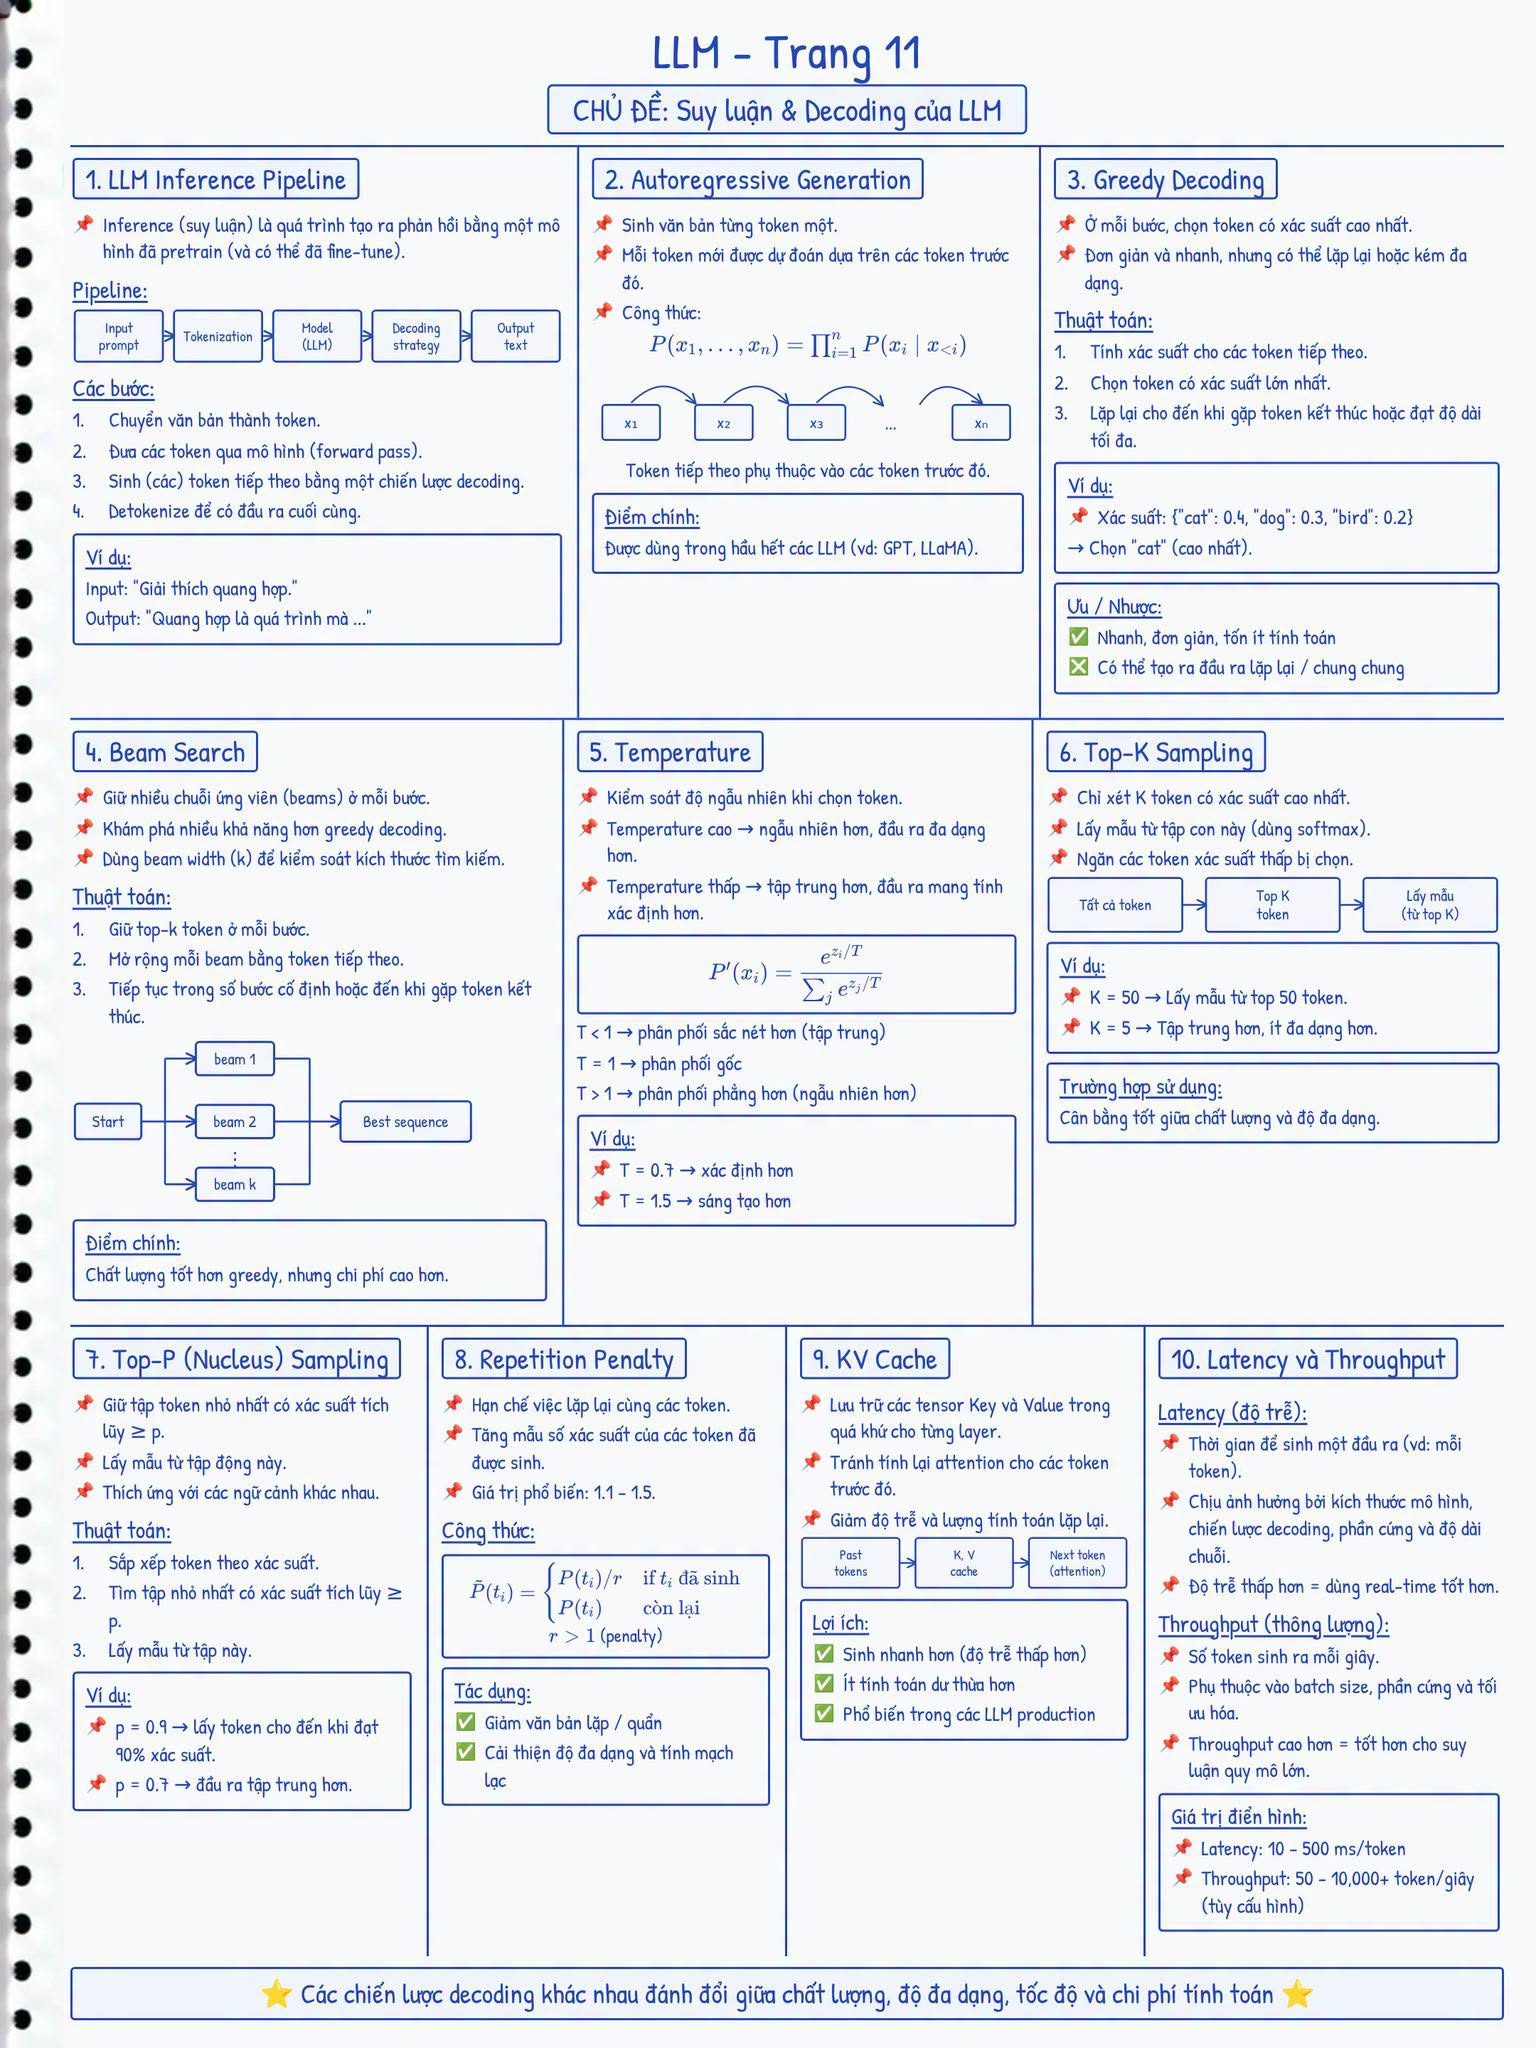 LLM – Trang 11
CHỦ ĐỀ: Suy luận & Decoding của LLM
1. LLM Inference Pipeline
📌 Inference (suy luận) là quá trình tạo ra phản hồi bằng một mô
hình đã pretrain (và có thể đã fine-tune).
Pipeline:
Input
prompt
Tokenization
Model
(LLM)
Decoding
strategy
Output
text
Các bước:
1. Chuyển văn bản thành token.
2. Đưa các token qua mô hình (forward pass).
3. Sinh (các) token tiếp theo bằng một chiến lược decoding.
4. Detokenize để có đầu ra cuối cùng.
Ví dụ:
Input: "Giải thích quang hợp."
Output: "Quang hợp là quá trình mà ..."
2. Autoregressive Generation
📌 Sinh văn bản từng token một.
📌 Mỗi token mới được dự đoán dựa trên các token trước
đó.
📌 Công thức:
P(x₁, . . . , xₙ) = ∏ⁿᵢ₌₁ P(xᵢ | x<ᵢ)
x₁ x₂ x₃ ... xₙ
Token tiếp theo phụ thuộc vào các token trước đó.
Điểm chính:
Được dùng trong hầu hết các LLM (vd: GPT, LLaMA).
3. Greedy Decoding
📌 Ở mỗi bước, chọn token có xác suất cao nhất.
📌 Đơn giản và nhanh, nhưng có thể lặp lại hoặc kém đa
dạng.
Thuật toán:
1. Tính xác suất cho các token tiếp theo.
2. Chọn token có xác suất lớn nhất.
3. Lặp lại cho đến khi gặp token kết thúc hoặc đạt độ dài
tối đa.
Ví dụ:
📌 Xác suất: {"cat": 0.4, "dog": 0.3, "bird": 0.2}
→ Chọn "cat" (cao nhất).
Ưu / Nhược:
✅ Nhanh, đơn giản, tốn ít tính toán
❎ Có thể tạo ra đầu ra lặp lại / chung chung
4. Beam Search
📌 Giữ nhiều chuỗi ứng viên (beams) ở mỗi bước.
📌 Khám phá nhiều khả năng hơn greedy decoding.
📌 Dùng beam width (k) để kiểm soát kích thước tìm kiếm.
Thuật toán:
1. Giữ top-k token ở mỗi bước.
2. Mở rộng mỗi beam bằng token tiếp theo.
3. Tiếp tục trong số bước cố định hoặc đến khi gặp token kết
thúc.
Start
beam 1
beam 2
⋮
beam k
Best sequence
Điểm chính:
Chất lượng tốt hơn greedy, nhưng chi phí cao hơn.
5. Temperature
📌 Kiểm soát độ ngẫu nhiên khi chọn token.
📌 Temperature cao → ngẫu nhiên hơn, đầu ra đa dạng
hơn.
📌 Temperature thấp → tập trung hơn, đầu ra mang tính
xác định hơn.
P′(xᵢ) = e^(zᵢ/T) / ∑ⱼ e^(zⱼ/T)
T < 1 → phân phối sắc nét hơn (tập trung)
T = 1 → phân phối gốc
T > 1 → phân phối phẳng hơn (ngẫu nhiên hơn)
Ví dụ:
📌 T = 0.7 → xác định hơn
📌 T = 1.5 → sáng tạo hơn
6. Top-K Sampling
📌 Chỉ xét K token có xác suất cao nhất.
📌 Lấy mẫu từ tập con này (dùng softmax).
📌 Ngăn các token xác suất thấp bị chọn.
Tất cả token
Top K
token
Lấy mẫu
(từ top K)
Ví dụ:
📌 K = 50 → Lấy mẫu từ top 50 token.
📌 K = 5 → Tập trung hơn, ít đa dạng hơn.
Trường hợp sử dụng:
Cân bằng tốt giữa chất lượng và độ đa dạng.
7. Top-P (Nucleus) Sampling
📌 Giữ tập token nhỏ nhất có xác suất tích
lũy ≥ p.
📌 Lấy mẫu từ tập động này.
📌 Thích ứng với các ngữ cảnh khác nhau.
Thuật toán:
1. Sắp xếp token theo xác suất.
2. Tìm tập nhỏ nhất có xác suất tích lũy ≥
p.
3. Lấy mẫu từ tập này.
Ví dụ:
📌 p = 0.9 → lấy token cho đến khi đạt
90% xác suất.
📌 p = 0.7 → đầu ra tập trung hơn.
8. Repetition Penalty
📌 Hạn chế việc lặp lại cùng các token.
📌 Tăng mẫu số xác suất của các token đã
được sinh.
📌 Giá trị phổ biến: 1.1 – 1.5.
Công thức:
P̃(tᵢ) = { P(tᵢ)/r if tᵢ đã sinh
P(tᵢ) còn lại
r > 1 (penalty)
Tác dụng:
✅ Giảm văn bản lặp / quẩn
✅ Cải thiện độ đa dạng và tính mạch
lạc
9. KV Cache
📌 Lưu trữ các tensor Key và Value trong
quá khứ cho từng layer.
📌 Tránh tính lại attention cho các token
trước đó.
📌 Giảm độ trễ và lượng tính toán lặp lại.
Past
tokens
K, V
cache
Next token
(attention)
Lợi ích:
✅ Sinh nhanh hơn (độ trễ thấp hơn)
✅ Ít tính toán dư thừa hơn
✅ Phổ biến trong các LLM production
10. Latency và Throughput
Latency (độ trễ):
📌 Thời gian để sinh một đầu ra (vd: mỗi
token).
📌 Chịu ảnh hưởng bởi kích thước mô hình,
chiến lược decoding, phần cứng và độ dài
chuỗi.
📌 Độ trễ thấp hơn = dùng real-time tốt hơn.
Throughput (thông lượng):
📌 Số token sinh ra mỗi giây.
📌 Phụ thuộc vào batch size, phần cứng và tối
ưu hóa.
📌 Throughput cao hơn = tốt hơn cho suy
luận quy mô lớn.
Giá trị điển hình:
📌 Latency: 10 – 500 ms/token
📌 Throughput: 50 – 10,000+ token/giây
(tùy cấu hình)
⭐ Các chiến lược decoding khác nhau đánh đổi giữa chất lượng, độ đa dạng, tốc độ và chi phí tính toán ⭐